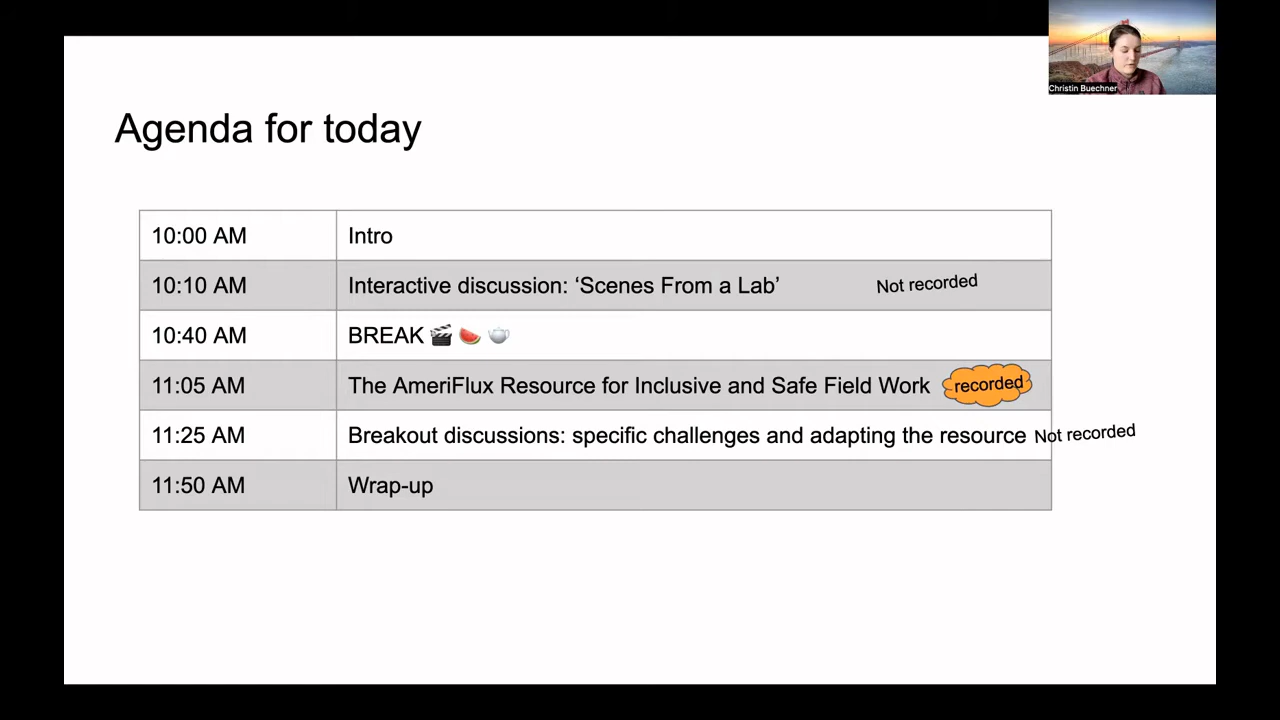 Christin Buechner
Agenda for today
10:00 AM Intro
10:10 AM Interactive discussion: ‘Scenes From a Lab’ Not recorded
10:40 AM BREAK 🎬 🍉 🫖
11:05 AM The AmeriFlux Resource for Inclusive and Safe Field Work recorded
11:25 AM Breakout discussions: specific challenges and adapting the resource Not recorded
11:50 AM Wrap-up